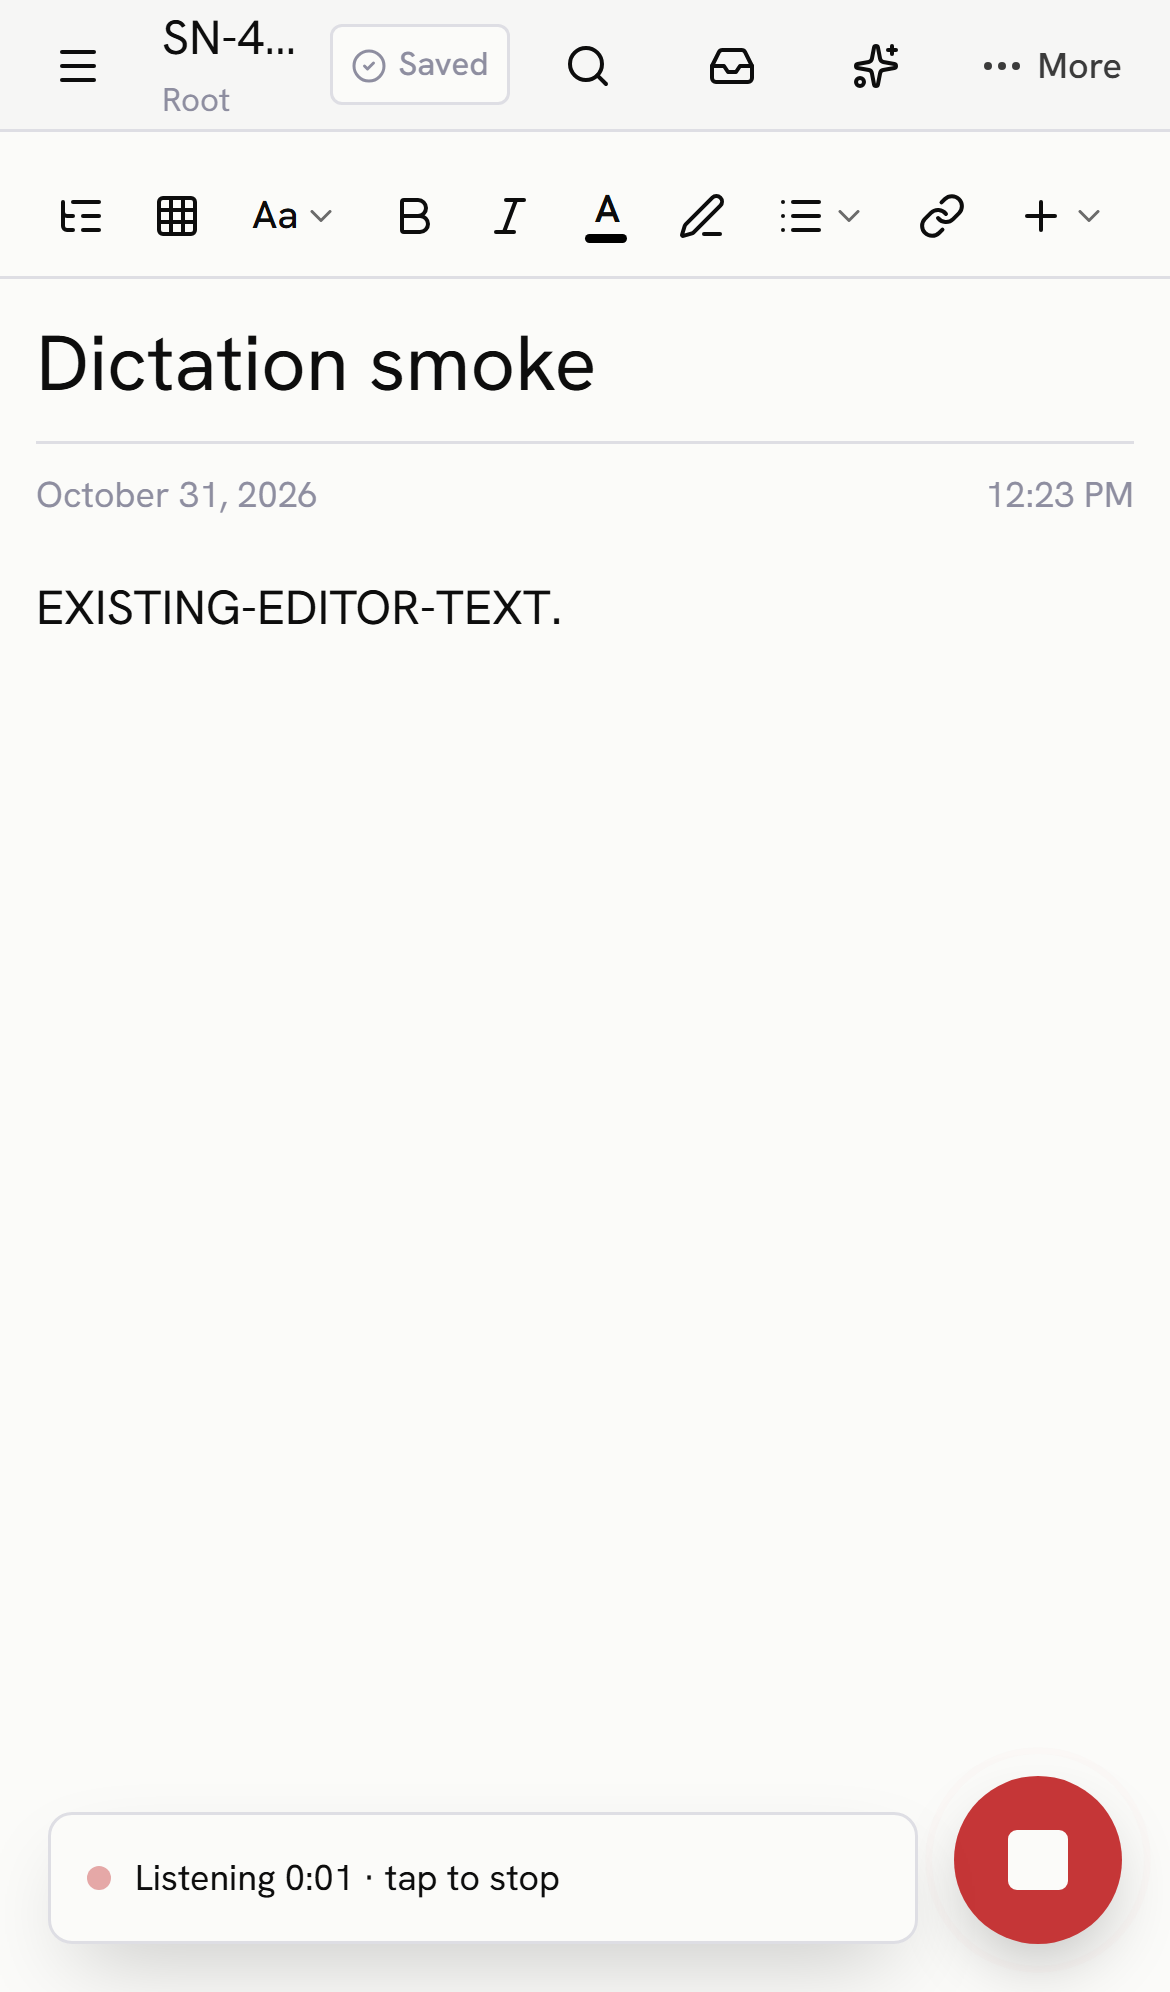 SN-4...
Root
Saved
More
Aa
B
I
A
Dictation smoke
October 31, 2026
12:23 PM
EXISTING-EDITOR-TEXT.
Listening 0:01 · tap to stop